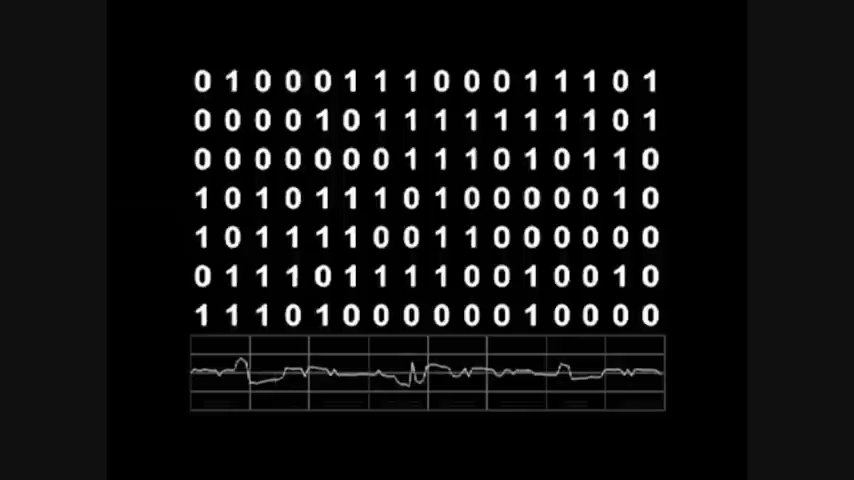 0 1 0 0 0 1 1 1 0 0 0 1 1 1 0 1
0 0 0 0 1 0 1 1 1 1 1 1 1 1 0 1
0 0 0 0 0 0 0 1 1 1 0 1 0 1 1 0
1 0 1 0 1 1 1 0 1 0 0 0 0 0 1 0
1 0 1 1 1 1 0 0 1 1 0 0 0 0 0 0
0 1 1 1 0 1 1 1 1 0 0 1 0 0 1 0
1 1 1 0 1 0 0 0 0 0 0 1 0 0 0 0